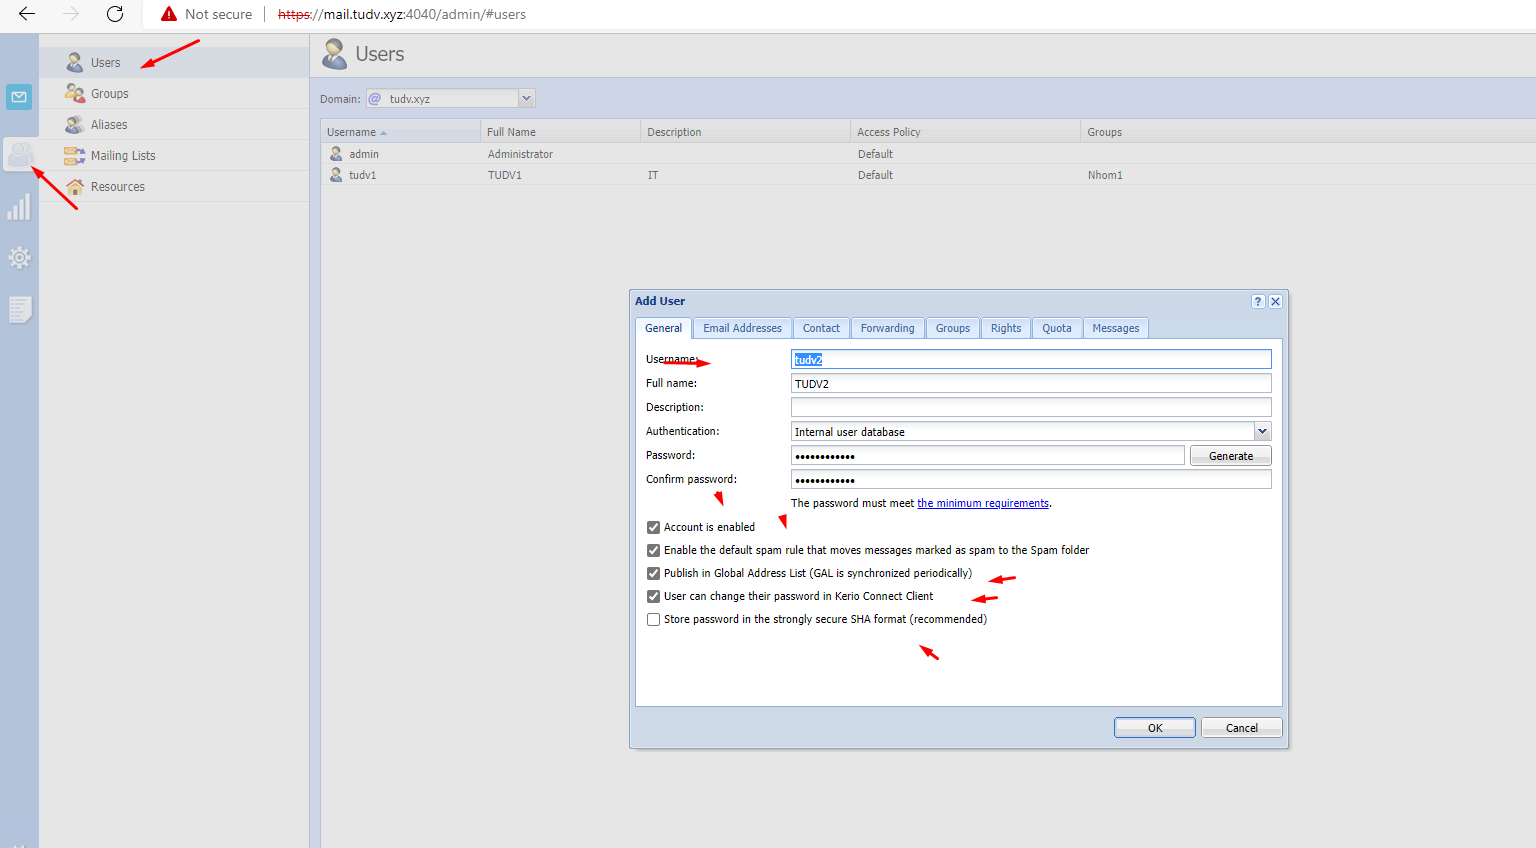 Not secure https://mail.tudv.xyz:4040/admin/#users
Users
Groups
Aliases
Mailing Lists
Resources
Users
Domain: @ tudv.xyz
Username Full Name Description Access Policy Groups
admin Administrator Default
tudv1 TUDV1 IT Default Nhom1
Add User ?
General Email Addresses Contact Forwarding Groups Rights Quota Messages
Username: tudv2
Full name: TUDV2
Description:
Authentication: Internal user database
Password: •••••••••••• Generate
Confirm password: ••••••••••••
The password must meet the minimum requirements.
Account is enabled
Enable the default spam rule that moves messages marked as spam to the Spam folder
Publish in Global Address List (GAL is synchronized periodically)
User can change their password in Kerio Connect Client
Store password in the strongly secure SHA format (recommended)
OK Cancel